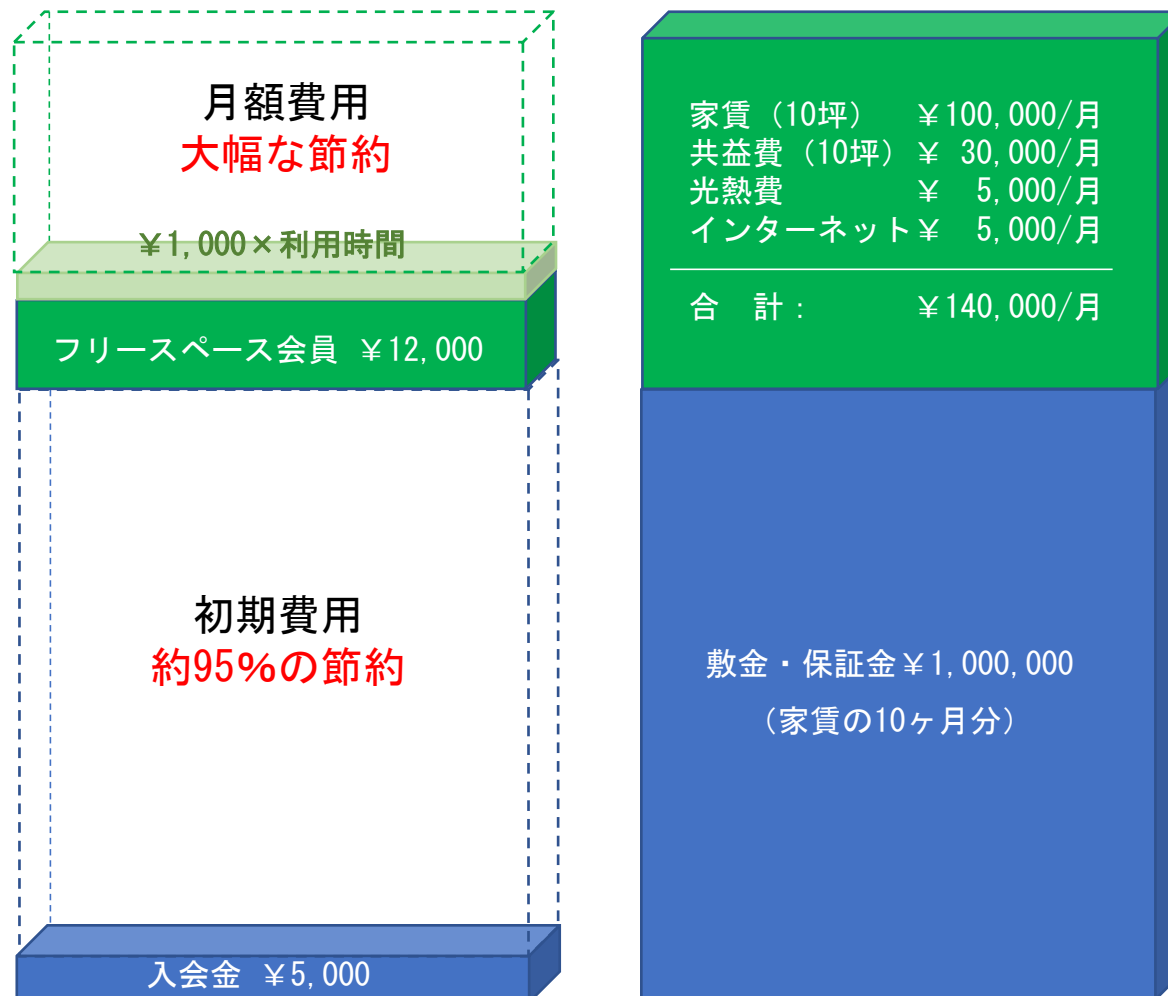 月額費用
大幅な節約
￥1,000×利用時間
フリースペース会員 ￥12,000
初期費用
約95%の節約
入会金 ￥5,000
家賃（10坪） ￥100,000/月
共益費（10坪）￥ 30,000/月
光熱費 ￥ 5,000/月
インターネット￥ 5,000/月
合 計： ￥140,000/月
敷金・保証金￥1,000,000
（家賃の10ヶ月分）